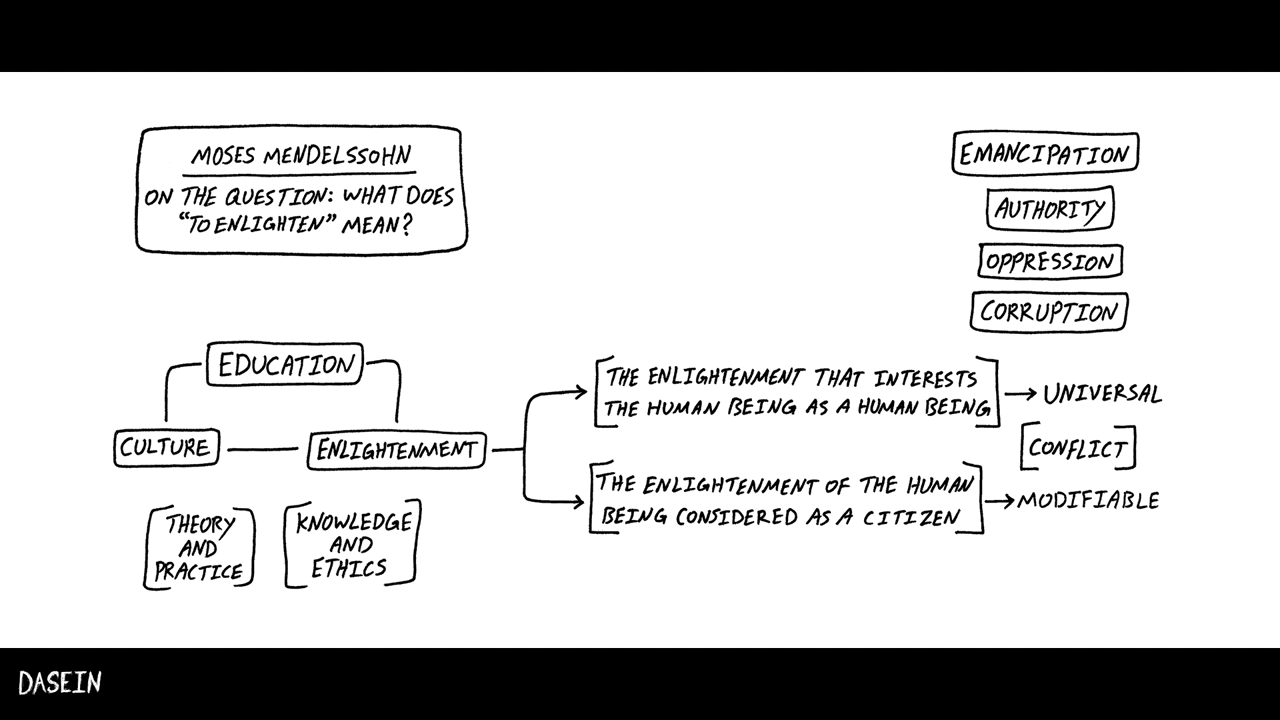 MOSES MENDELSSOHN
ON THE QUESTION: WHAT DOES
“TO ENLIGHTEN” MEAN?
EMANCIPATION
AUTHORITY
OPPRESSION
CORRUPTION
EDUCATION
CULTURE
ENLIGHTENMENT
THEORY
AND
PRACTICE
KNOWLEDGE
AND
ETHICS
THE ENLIGHTENMENT THAT INTERESTS
THE HUMAN BEING AS A HUMAN BEING
UNIVERSAL
CONFLICT
THE ENLIGHTENMENT OF THE HUMAN
BEING CONSIDERED AS A CITIZEN
MODIFIABLE
DASEIN